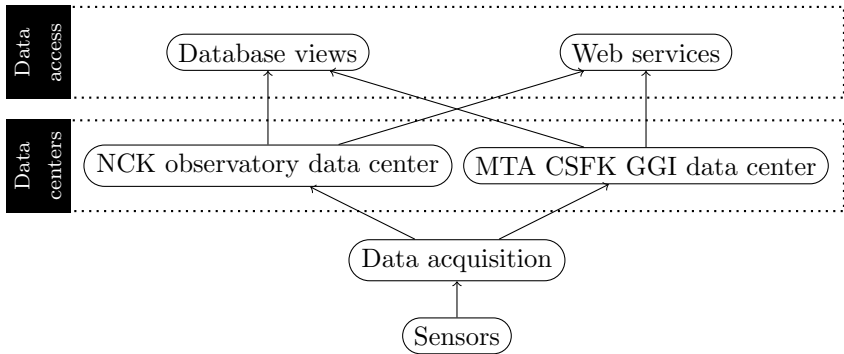 Data
access
Database views
Web services
Data
centers
NCK observatory data center
MTA CSFK GGI data center
Data acquisition
Sensors